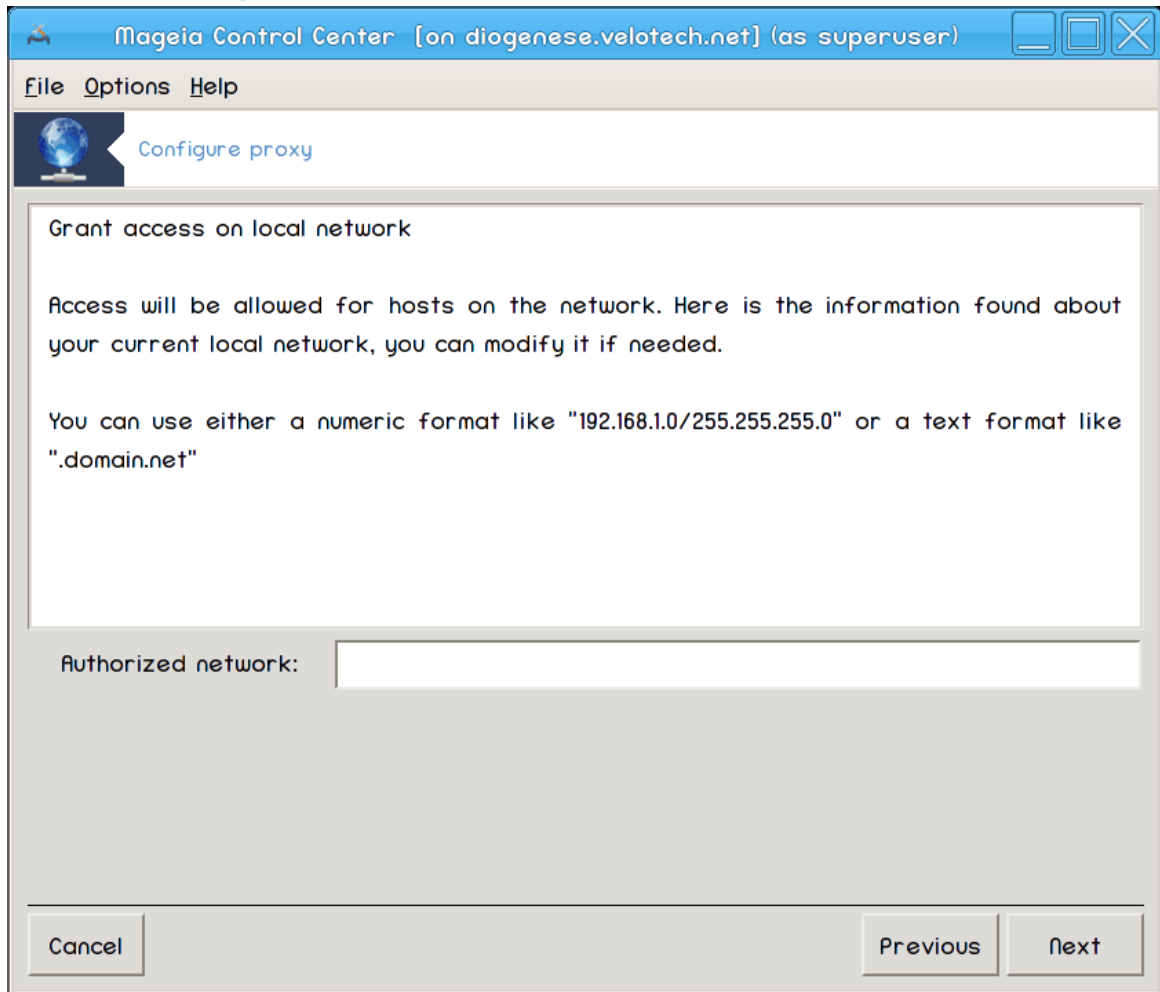 Mageia Control Center [on diogenese.velotech.net] (as superuser)
File Options Help
Configure proxy
Grant access on local network
Access will be allowed for hosts on the network. Here is the information found about
your current local network, you can modify it if needed.
You can use either a numeric format like "192.168.1.0/255.255.255.0" or a text format like
".domain.net"
Authorized network:
Cancel Previous Next